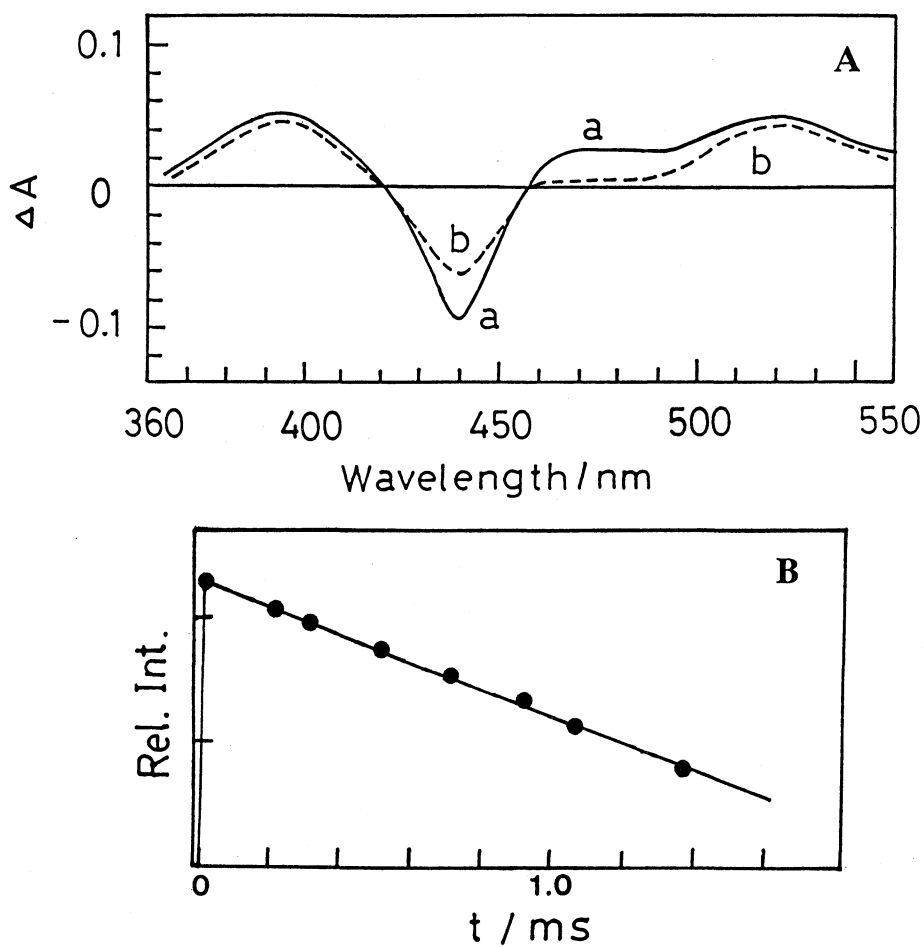 A
0.1
a
b
0
ΔA
b
a
-0.1
360 400 450 500 550
Wavelength/nm
B
Rel. Int.
0 1.0
t / ms